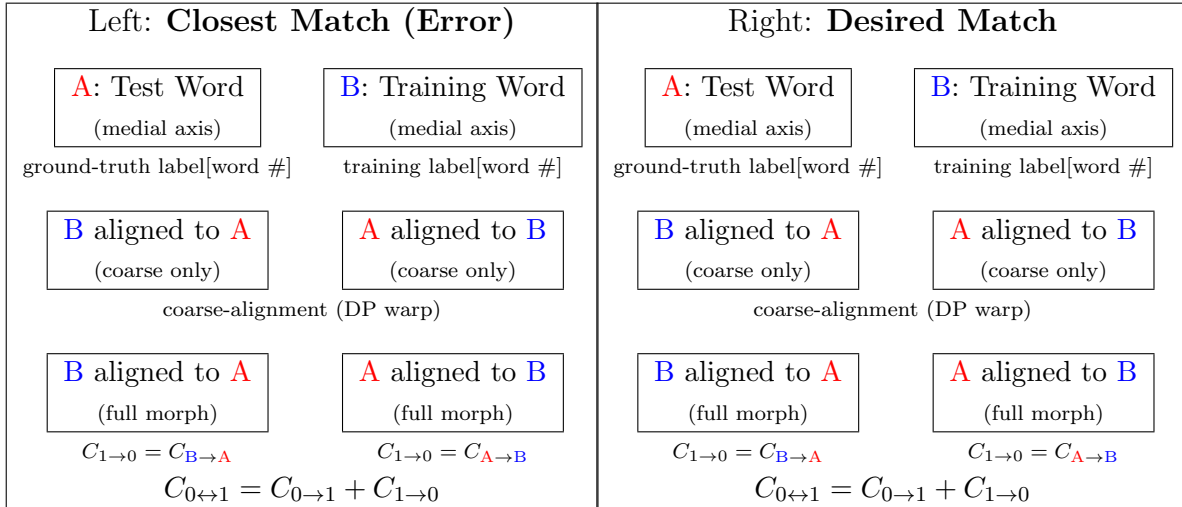 Left: Closest Match (Error)
A: Test Word
(medial axis)
ground-truth label[word #]
B: Training Word
(medial axis)
training label[word #]
B aligned to A
(coarse only)
A aligned to B
(coarse only)
coarse-alignment (DP warp)
B aligned to A
(full morph)
C₁→₀ = C_B→A
A aligned to B
(full morph)
C₁→₀ = C_A→B
C₀↔₁ = C₀→₁ + C₁→₀
Right: Desired Match
A: Test Word
(medial axis)
ground-truth label[word #]
B: Training Word
(medial axis)
training label[word #]
B aligned to A
(coarse only)
A aligned to B
(coarse only)
coarse-alignment (DP warp)
B aligned to A
(full morph)
C₁→₀ = C_B→A
A aligned to B
(full morph)
C₁→₀ = C_A→B
C₀↔₁ = C₀→₁ + C₁→₀